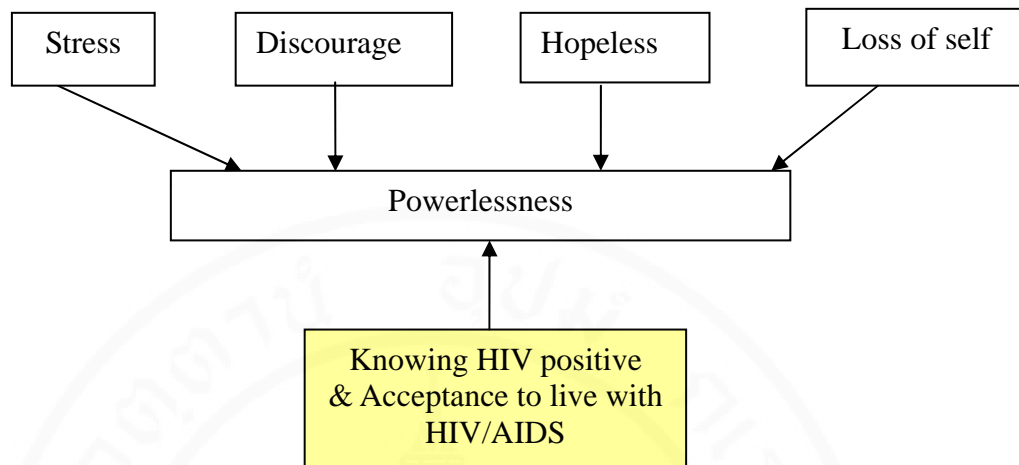 Stress
Discourage
Hopeless
Loss of self
Powerlessness
Knowing HIV positive
& Acceptance to live with
HIV/AIDS